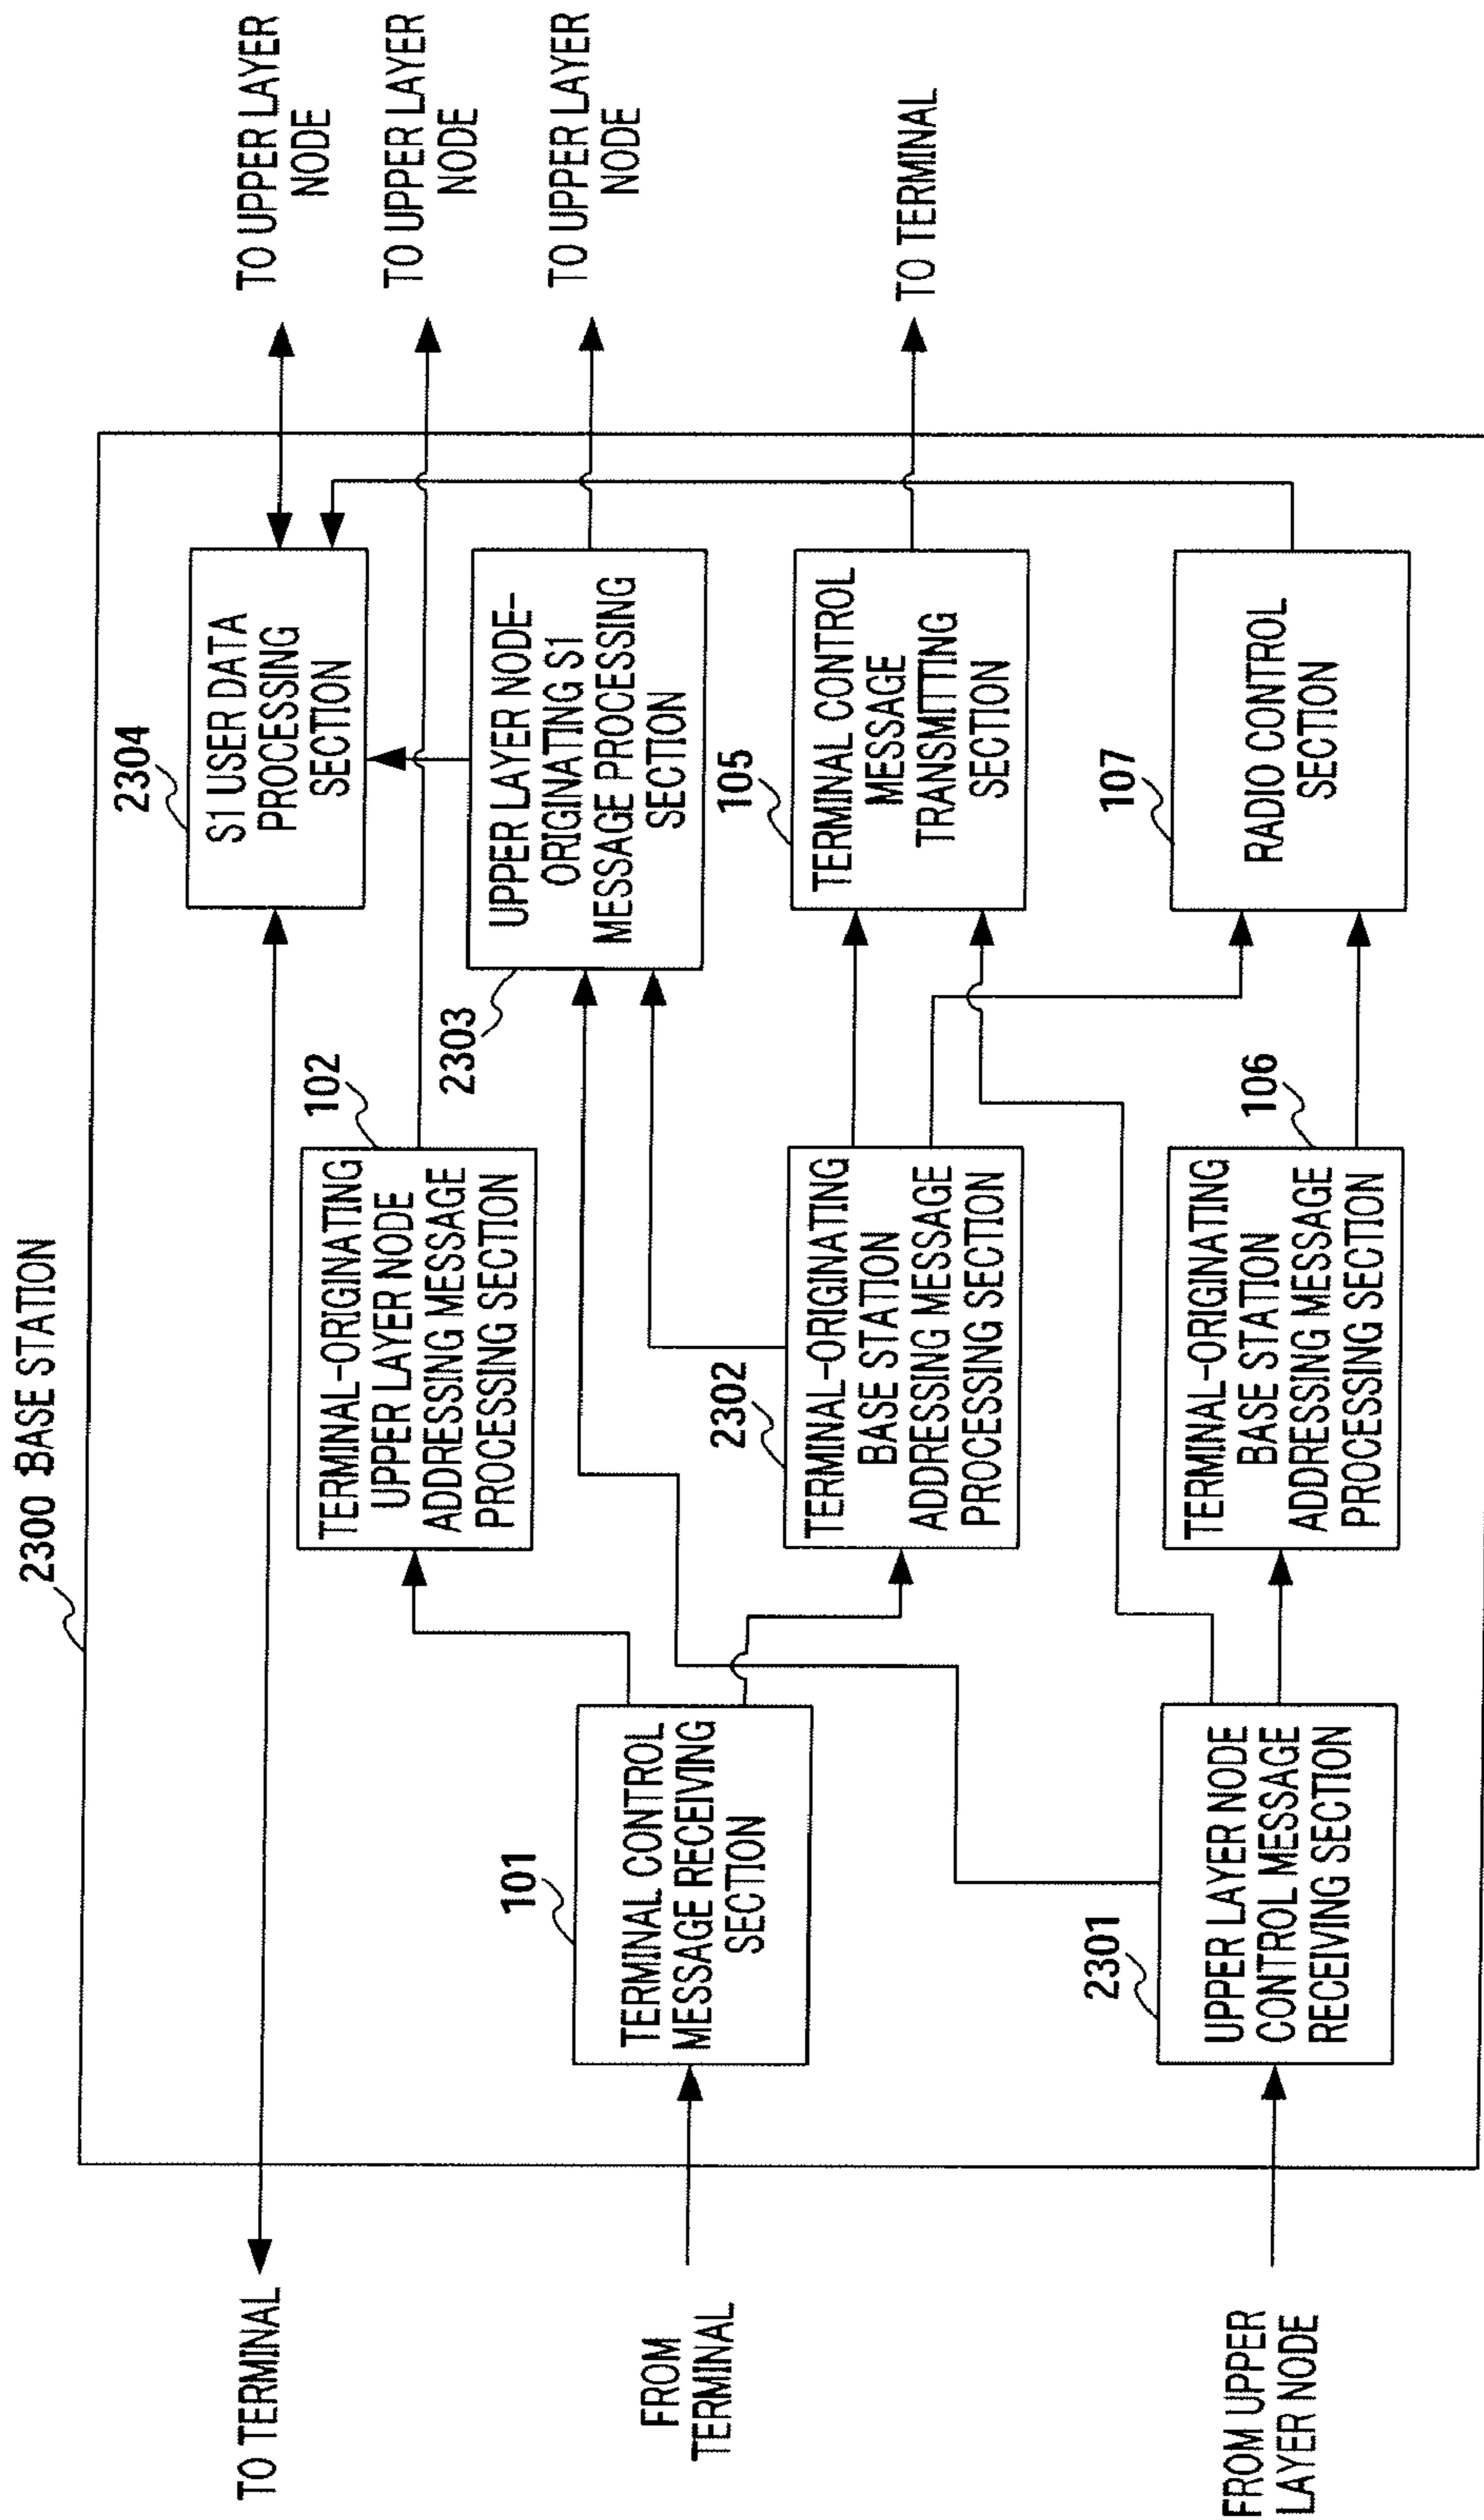 2300 BASE STATION
TO TERMINAL
2304
S1 USER DATA
PROCESSING
SECTION
TO UPPER LAYER
NODE
102
TERMINAL-ORIGINATING
UPPER LAYER NODE
ADDRESSING MESSAGE
PROCESSING SECTION
TO UPPER LAYER
NODE
2303
UPPER LAYER NODE-
ORIGINATING S1
MESSAGE PROCESSING
SECTION
TO UPPER LAYER
NODE
FROM
TERMINAL
101
TERMINAL CONTROL
MESSAGE RECEIVING
SECTION
2302
TERMINAL-ORIGINATING
BASE STATION
ADDRESSING MESSAGE
PROCESSING SECTION
105
TERMINAL CONTROL
MESSAGE
TRANSMITTING
SECTION
TO TERMINAL
FROM UPPER
LAYER NODE
2301
UPPER LAYER NODE
CONTROL MESSAGE
RECEIVING SECTION
106
TERMINAL-ORIGINATING
BASE STATION
ADDRESSING MESSAGE
PROCESSING SECTION
107
RADIO CONTROL
SECTION